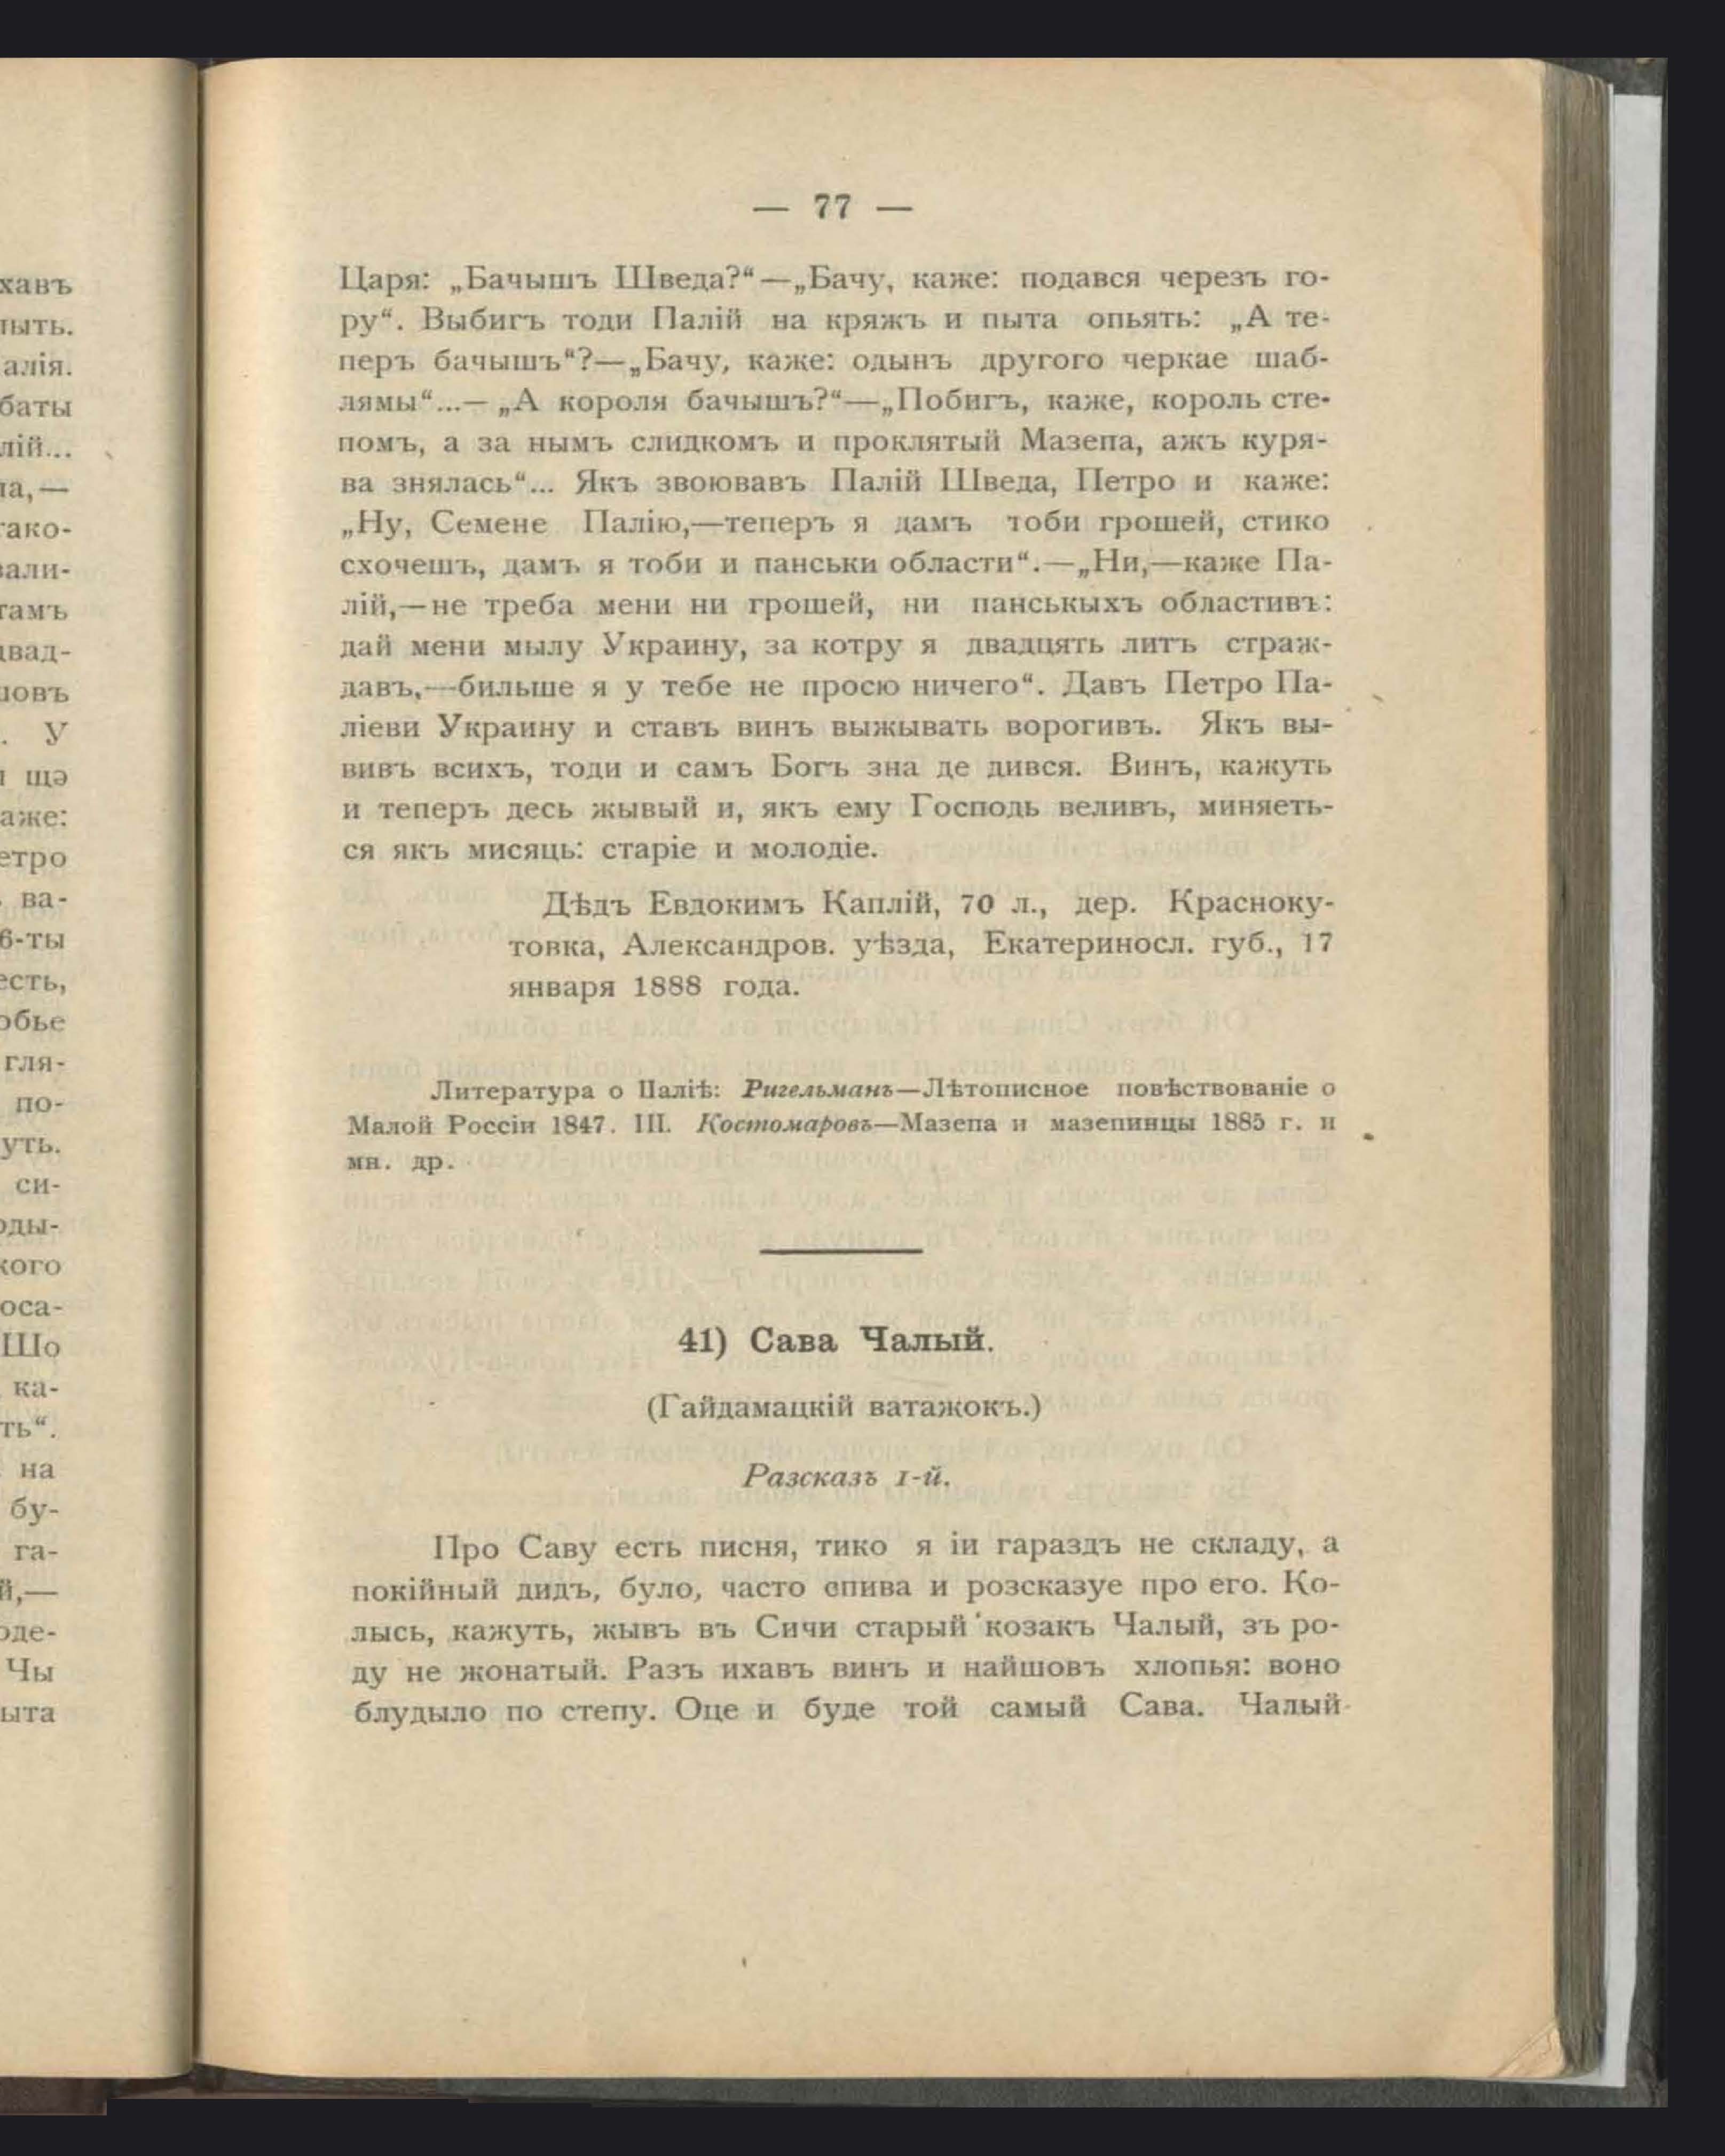 — 77 —
Царя: „Бачышъ Шведа?“—„Бачу, каже: подався черезъ го-
ру“. Выбигъ тоди Палій на кряжъ и пыта опьять: „А те-
перъ бачышъ“?—„Бачу, каже: одынъ другого черкае шаб-
лямы“...— „А короля бачышъ?“—„Побигъ, каже, король сте-
помъ, а за нымъ слидкомъ и проклятый Мазепа, ажъ куря-
ва знялась“... Якъ звоювавъ Палій Шведа, Петро и каже:
„Ну, Семене Палію,—теперъ я дамъ тоби грошей, стико
схочешъ, дамъ я тоби и панськи области“.—„Ни,—каже Па-
лій,—не треба мени ни грошей, ни панськыхъ областивъ:
дай мени мылу Украину, за котру я двадцять литъ страж-
давъ,—бильше я у тебе не просю ничего“. Давъ Петро Па-
ліеви Украину и ставъ винъ выжывать ворогивъ. Якъ вы-
вивъ всихъ, тоди и самъ Богъ зна де дився. Винъ, кажуть
и теперъ десь жывый и, якъ ему Господь веливъ, миняеть-
ся якъ мисяць: старіе и молодіе.
Дѣдъ Евдокимъ Каплій, 70 л., дер. Красноку-
товка, Александров. уѣзда, Екатериносл. губ., 17
января 1888 года.
Литература о Паліѣ: Ригельманъ—Лѣтописное повѣствованіе о
Малой Россіи 1847. III. Костомаровъ—Мазепа и мазепинцы 1885 г. и
мн. др.
41) Сава Чалый.
(Гайдамацкій ватажокъ.)
Разсказъ 1-й.
Про Саву есть писня, тико я іи гараздъ не складу, а
покійный дидъ, було, часто спива и розсказуе про его. Ко-
лысь, кажуть, жывъ въ Сичи старый козакъ Чалый, зъ ро-
ду не жонатый. Разъ ихавъ винъ и найшовъ хлопья: воно
блудыло по степу. Оце и буде той самый Сава. Чалый